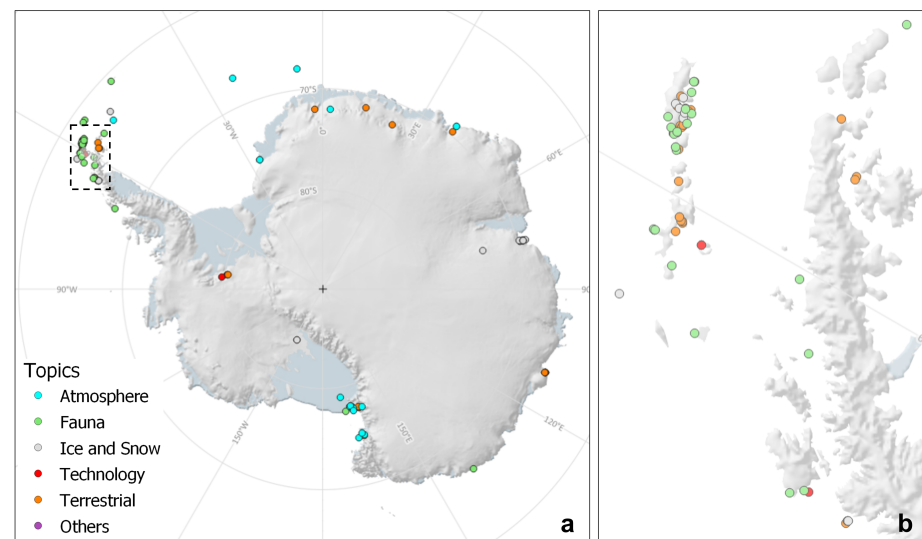 70°S
0°
30°W
30°E
60°E
80°S
90°W
90
Topics
Atmosphere
Fauna
Ice and Snow
Technology
Terrestrial
Others
150°W
150°E
120°E
a
b